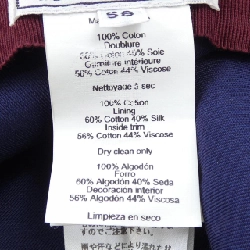 56
100% Coton
Doublure
60% Coton 40% Soie
Garniture intérieure
50% Coton 44% Viscose
Nettoyage à sec
100% Cotton
Lining
60% Cotton 40% Silk
Inside trim
56% Cotton 44% Viscose
Dry clean only
100% Algodón
Forro
60% Algodón 40% Seda
Decoracion interior
56% Algodón 44% Viscosa
Limpieza en seco